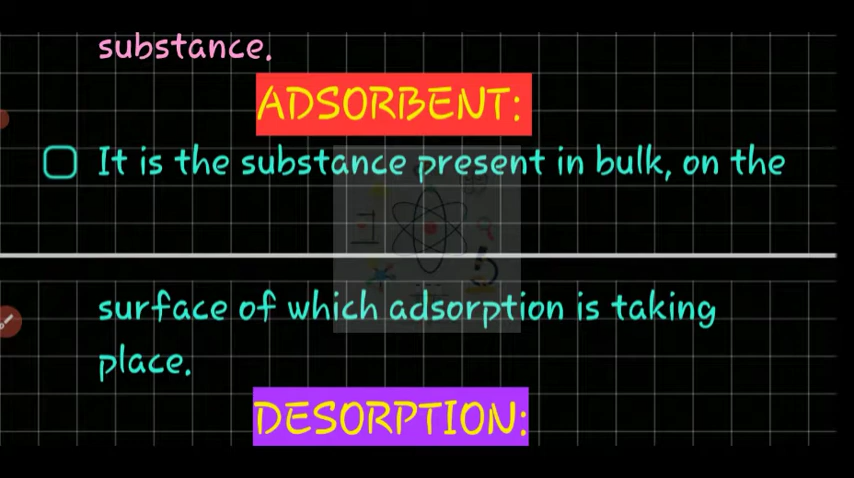 substance.
ADSORBENT:
It is the substance present in bulk, on the
surface of which adsorption is taking
place.
DESORPTION: